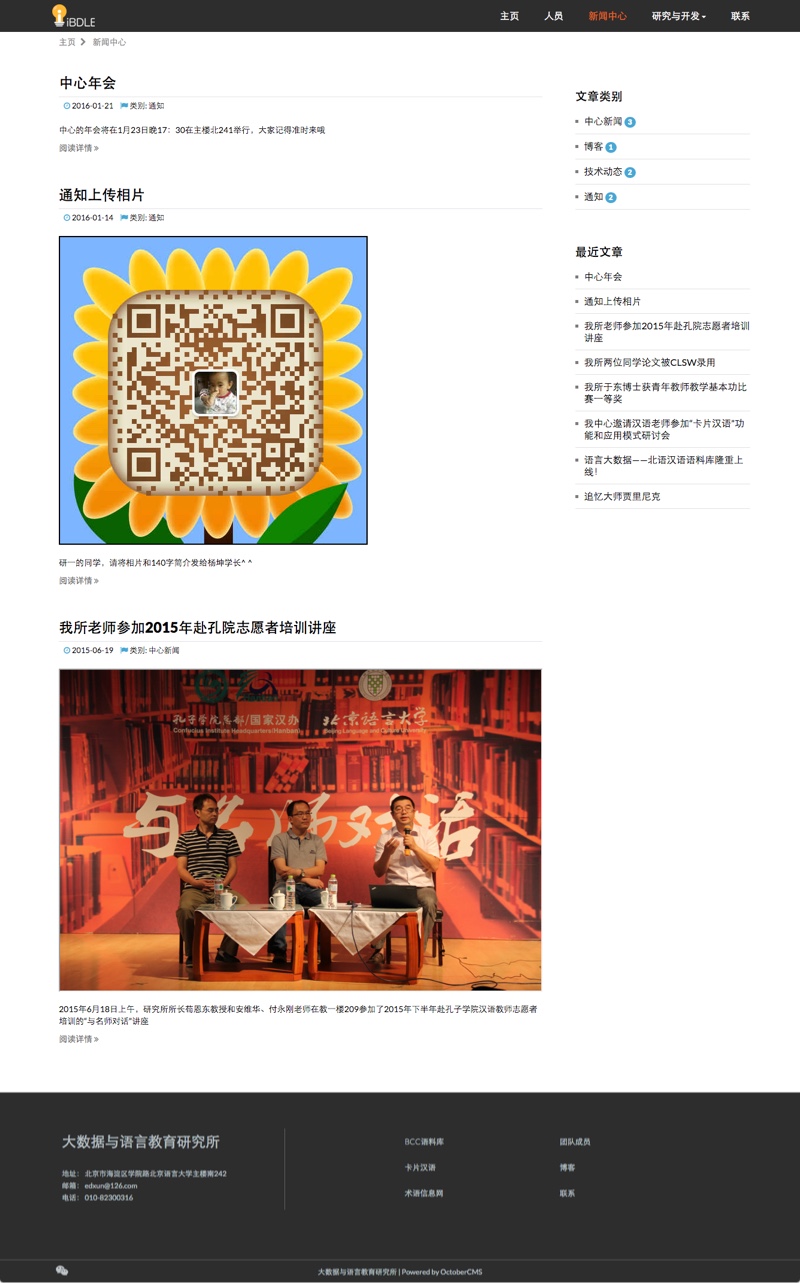 iBDLE
主页 人员 新闻中心 研究与开发 联系
主页 新闻中心
中心年会
2016-01-21 类别: 通知
中心的年会将在1月23日晚17：30在主楼北241举行，大家记得准时来哦
阅读详情 »
通知上传相片
2016-01-14 类别: 通知
研一的同学，请将相片和140字简介发给杨坤学长^ ^
阅读详情 »
我所老师参加2015年赴孔院志愿者培训讲座
2015-06-19 类别: 中心新闻
孔子学院总部/国家汉办
Confucius Institute Headquarters(Hanban)
北京语言大学
Beijing Language and Culture University
与名师对话
2015年6月18日上午，研究所所长荀恩东教授和安维华、付永刚老师在教一楼209参加了2015年下半年赴孔子学院汉语教师志愿者
培训的“与名师对话”讲座
阅读详情 »
文章类别
中心新闻 3
博客 1
技术动态 2
通知 2
最近文章
中心年会
通知上传相片
我所老师参加2015年赴孔院志愿者培训
讲座
我所两位同学论文被CLSW录用
我所于东博士获青年教师教学基本功比
赛一等奖
我中心邀请汉语老师参加“卡片汉语”功
能和应用模式研讨会
语言大数据——北语汉语语料库隆重上
线！
追忆大师贾里尼克
大数据与语言教育研究所
地址： 北京市海淀区学院路北京语言大学主楼南242
邮箱： edxun@126.com
电话： 010-82300316
BCC语料库
卡片汉语
术语信息网
团队成员
博客
联系
大数据与语言教育研究所 | Powered by OctoberCMS